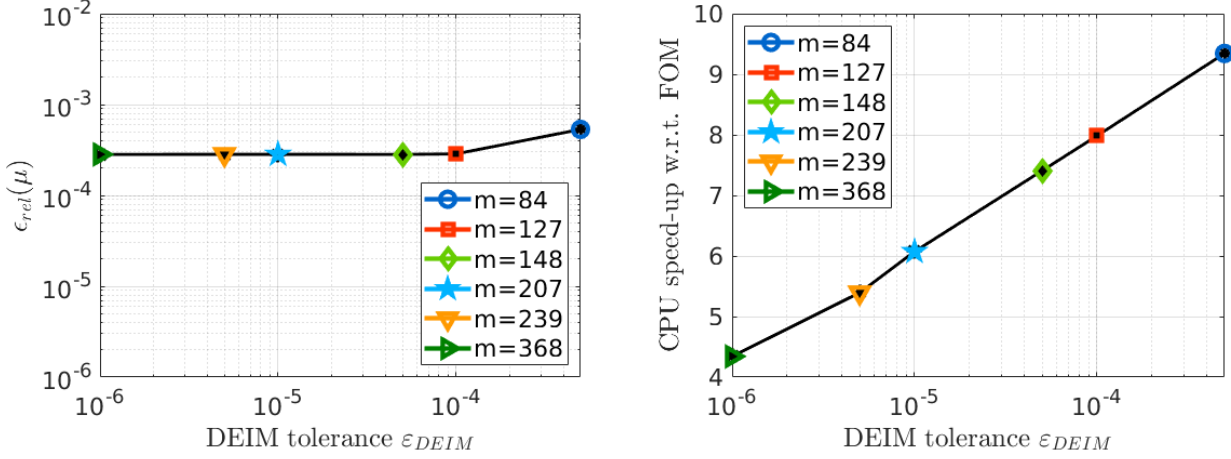 10^-2
10^-3
10^-4
10^-5
10^-6
ϵ_rel(μ)
m=84
m=127
m=148
m=207
m=239
m=368
10^-6
10^-5
10^-4
DEIM tolerance ε_DEIM
10
9
8
7
6
5
4
CPU speed-up w.r.t. FOM
m=84
m=127
m=148
m=207
m=239
m=368
10^-6
10^-5
10^-4
DEIM tolerance ε_DEIM